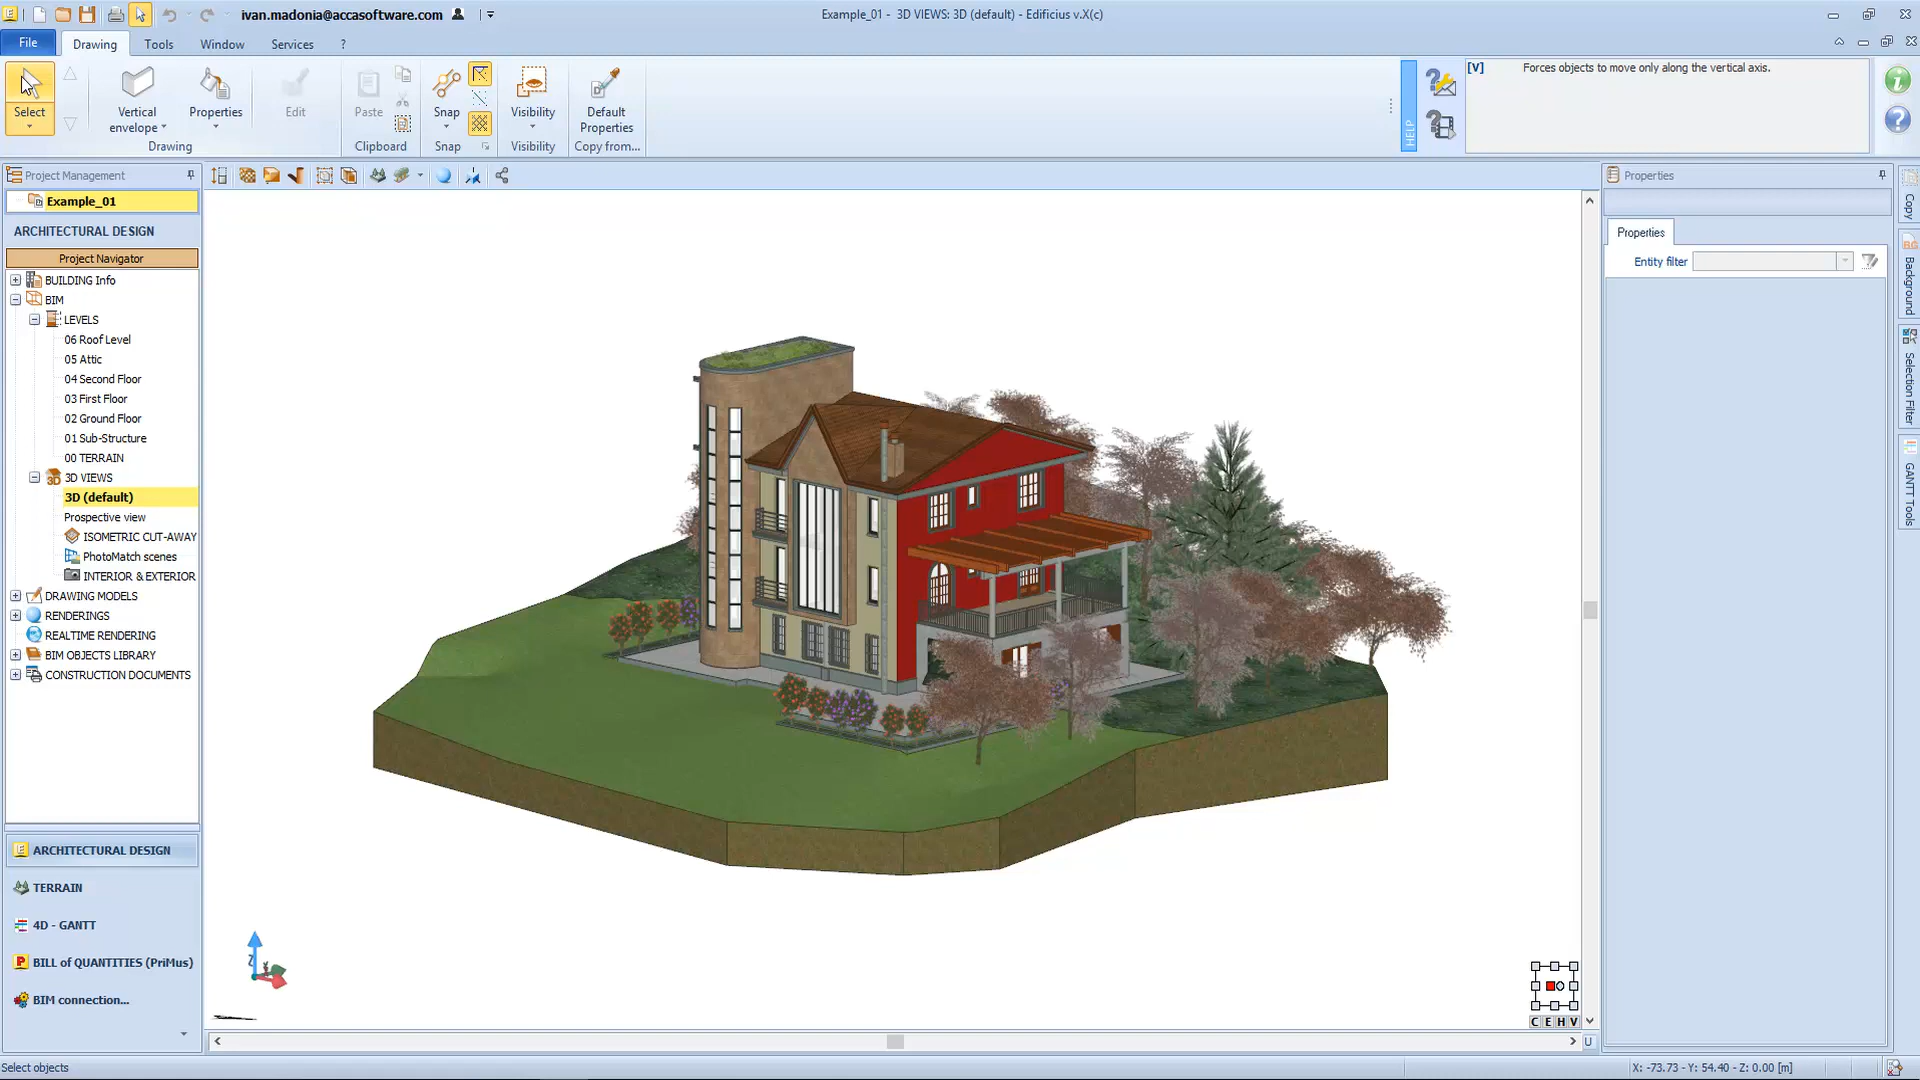 ivan.madonia@accasoftware.com
Example_01 - 3D VIEWS: 3D (default) - Edificius v.X(c)
File
Drawing
Tools
Window
Services
?
Select
Vertical
envelope
Properties
Edit
Paste
Snap
Visibility
Default
Properties
Drawing
Clipboard
Snap
Visibility
Copy from...
HELP
[V]
Forces objects to move only along the vertical axis.
Project Management
Example_01
ARCHITECTURAL DESIGN
Project Navigator
BUILDING Info
BIM
LEVELS
06 Roof Level
05 Attic
04 Second Floor
03 First Floor
02 Ground Floor
01 Sub-Structure
00 TERRAIN
3D VIEWS
3D (default)
Prospective view
ISOMETRIC CUT-AWAY
PhotoMatch scenes
INTERIOR & EXTERIOR
DRAWING MODELS
RENDERINGS
REALTIME RENDERING
BIM OBJECTS LIBRARY
CONSTRUCTION DOCUMENTS
ARCHITECTURAL DESIGN
TERRAIN
4D - GANTT
BILL of QUANTITIES (PriMus)
BIM connection...
Z
C E H V
U
Properties
Properties
Entity filter
Copy
Background
Selection Filter
GANTT Tools
Select objects
X: -73.73 - Y: 54.40 - Z: 0.00 [m]